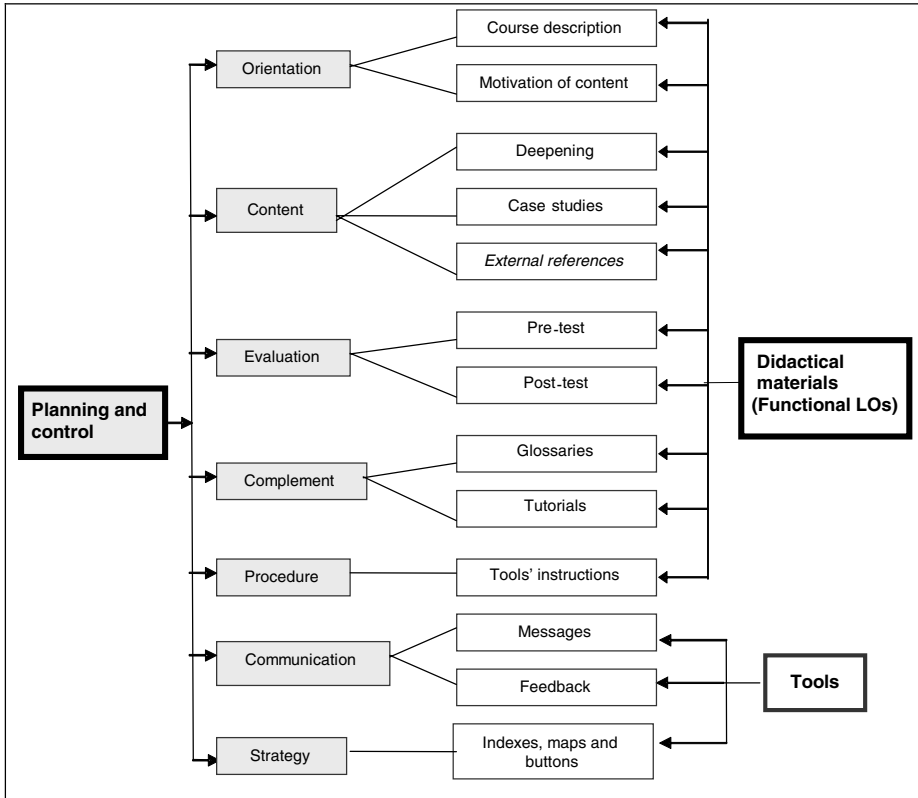 Course description
Orientation
Motivation of content
Deepening
Content
Case studies
External references
Pre-test
Evaluation
Post-test
Didactical
materials
(Functional LOs)
Planning and
control
Glossaries
Complement
Tutorials
Procedure
Tools' instructions
Messages
Communication
Feedback
Tools
Strategy
Indexes, maps and
buttons